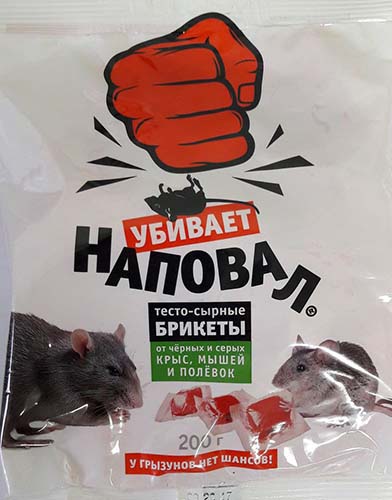 УБИВАЕТ
НАПОВАЛ®
тесто-сырные
БРИКЕТЫ
от чёрных и серых
КРЫС, МЫШЕЙ
И ПОЛЁВОК
200 г
У ГРЫЗУНОВ НЕТ ШАНСОВ!